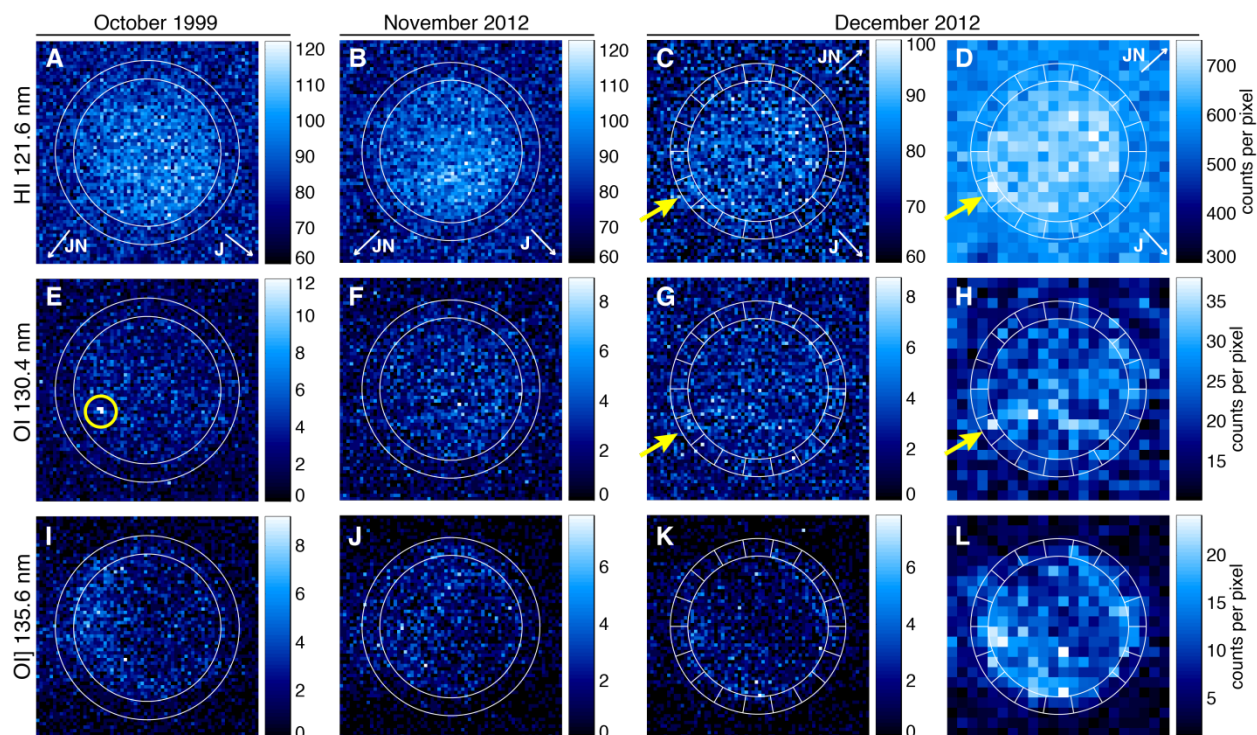 October 1999 November 2012 December 2012
HI 121.6 nm
A
120
110
100
90
80
70
60
JN
J
B
120
110
100
90
80
70
60
JN
J
C
JN
100
90
80
70
60
J
D
JN
700
600
500
400
300
J
counts per pixel
OI 130.4 nm
E
12
10
8
6
4
2
0
F
8
6
4
2
0
G
8
6
4
2
0
H
35
30
25
20
15
counts per pixel
OI] 135.6 nm
I
8
6
4
2
0
J
6
4
2
0
K
6
4
2
0
L
20
15
10
5
counts per pixel